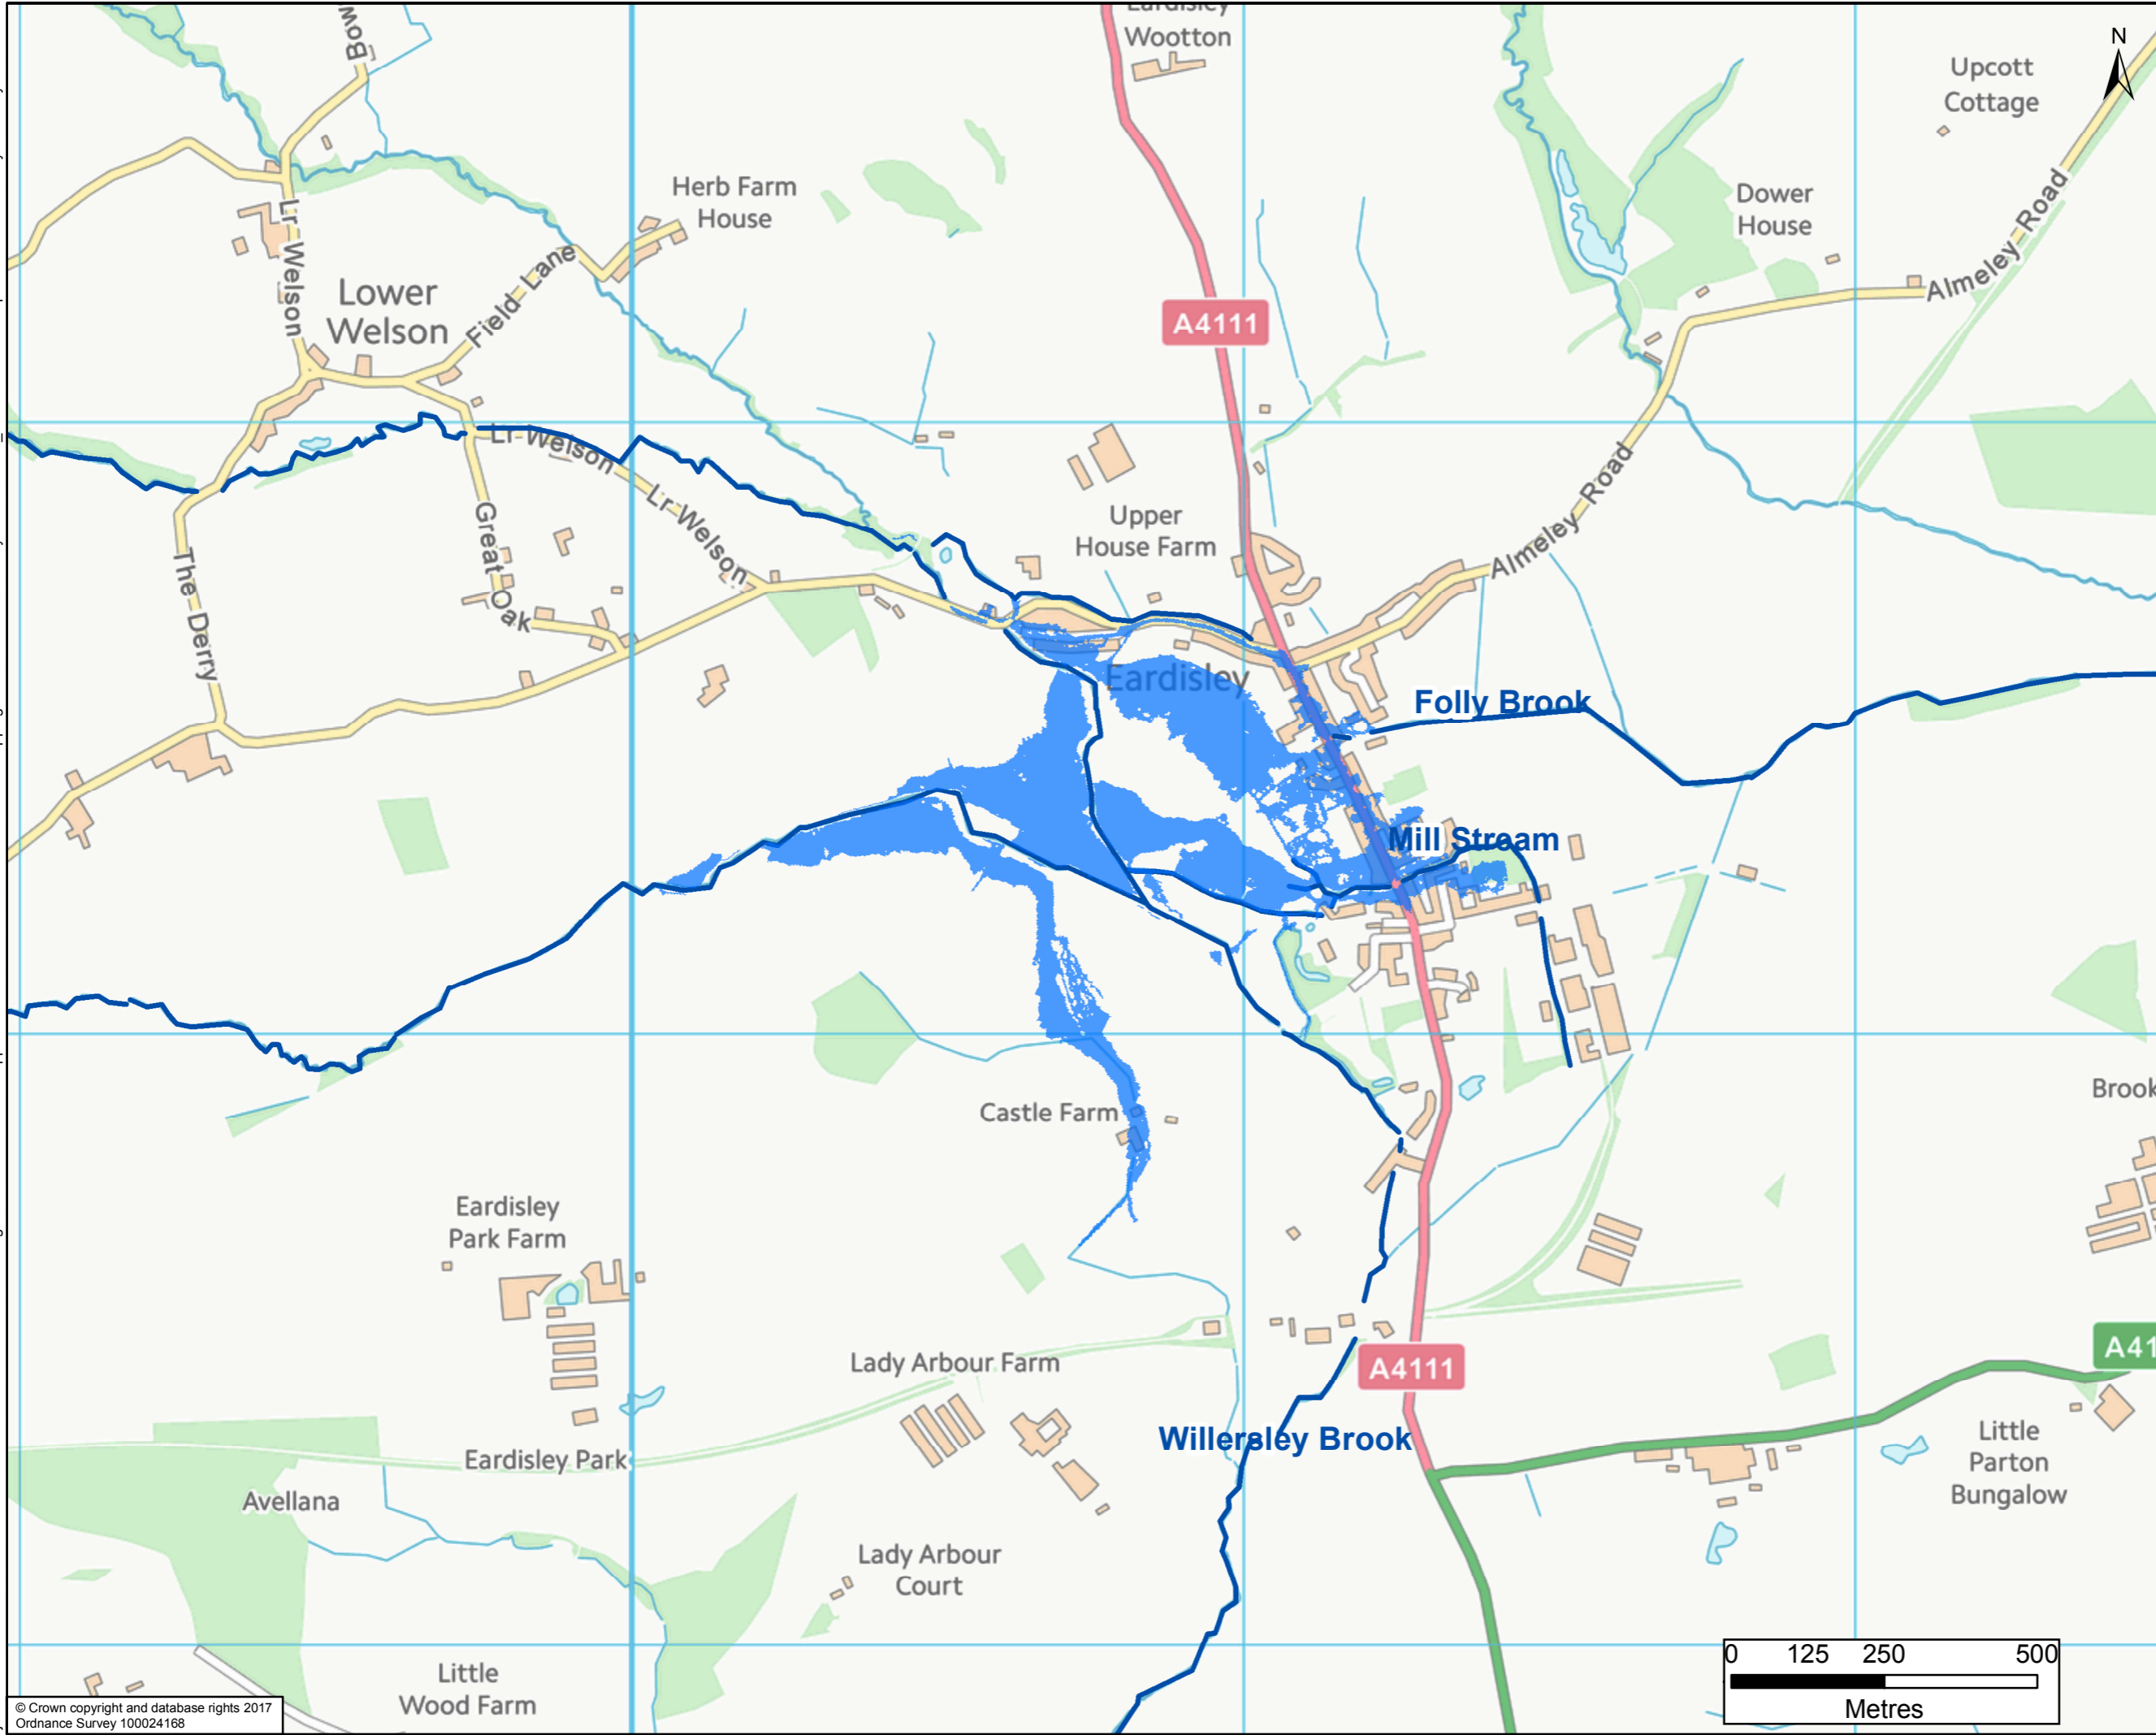 Eardisley
Wootton
N
Upcott
Cottage
Bow
Herb Farm
House
Dower
House
Almeley Road
Lr Welson
Lower
Welson
Field Lane
A4111
Lr Welson
Lr Welson
Great Oak
The Derry
Upper
House Farm
Almeley Road
Eardisley
Folly Brook
Mill Stream
Castle Farm
Brook
Eardisley
Park Farm
Lady Arbour Farm
A4111
A41
Willersley Brook
Eardisley Park
Avellana
Little
Parton
Bungalow
Lady Arbour
Court
Little
Wood Farm
0 125 250 500
Metres
© Crown copyright and database rights 2017
Ordnance Survey 100024168